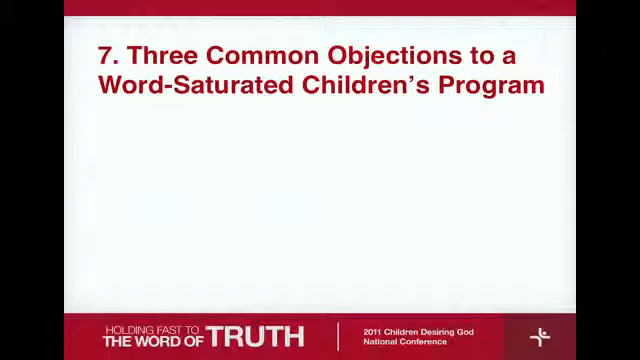 7. Three Common Objections to a
Word-Saturated Children's Program
HOLDING FAST TO
THE WORD OF TRUTH
2011 Children Desiring God
National Conference